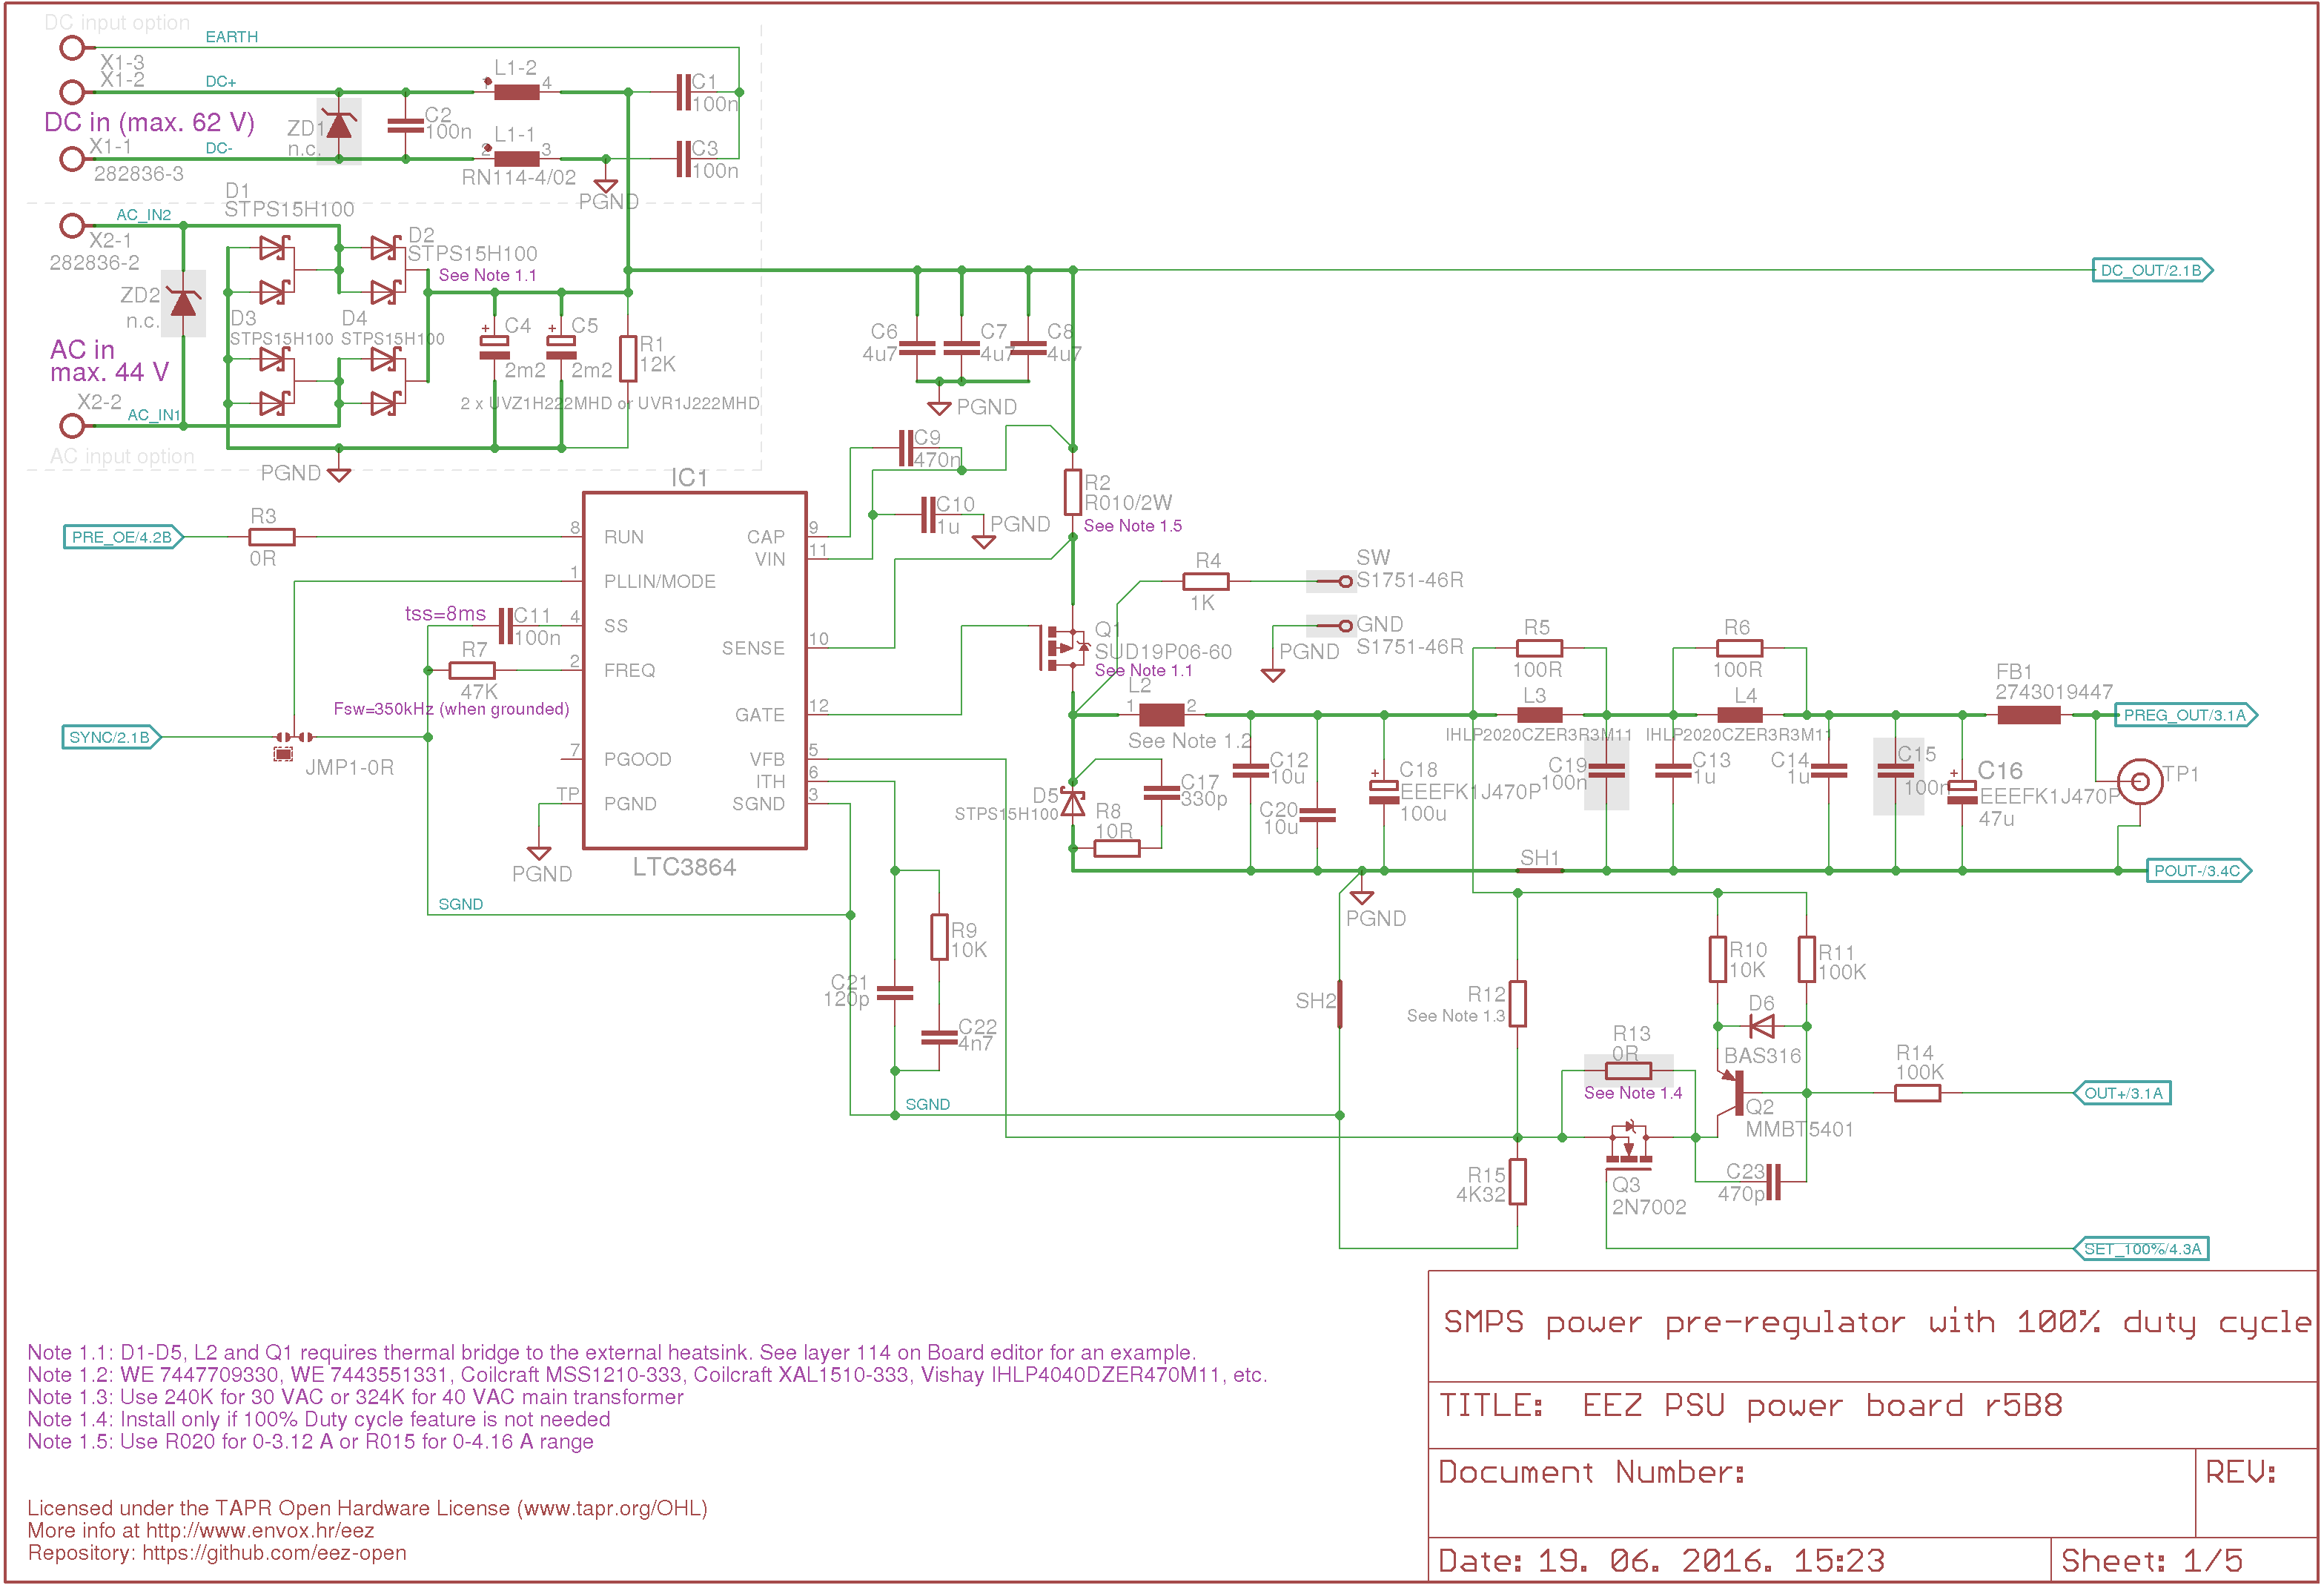 DC input option
EARTH
X1-3
X1-2
DC+
L1-2
1
4
C1
100n
DC in (max. 62 V)
ZD1
n.c.
C2
100n
L1-1
2
3
X1-1
DC-
C3
100n
282836-3
RN114-4/02
PGND
D1
STPS15H100
AC_IN2
X2-1
282836-2
D2
STPS15H100
See Note 1.1
ZD2
n.c.
D3
STPS15H100
D4
STPS15H100
AC in
max. 44 V
X2-2
AC_IN1
+
C4
2m2
+
C5
2m2
R1
12K
2 x UVZ1H222MHD or UVR1J222MHD
AC input option
PGND
DC_OUT/2.1B
C6
4u7
C7
4u7
C8
4u7
PGND
C9
470n
C10
1u
PGND
R2
R010/2W
See Note 1.5
IC1
PRE_OE/4.2B
R3
0R
8
RUN
1
PLLIN/MODE
tss=8ms
C11
100n
4
SS
R7
47K
2
FREQ
Fsw=350kHz (when grounded)
SYNC/2.1B
JMP1-0R
7
PGOOD
TP
PGND
PGND
CAP
9
VIN
11
SENSE
10
GATE
12
VFB
5
ITH
6
SGND
3
LTC3864
SGND
R4
1K
SW
S1751-46R
GND
S1751-46R
PGND
Q1
SUD19P06-60
See Note 1.1
L2
1
2
See Note 1.2
D5
STPS15H100
C17
330p
R8
10R
C12
10u
C20
10u
+
C18
EEEFK1J470P
100u
R5
100R
L3
IHLP2020CZER3R3M11
R6
100R
L4
IHLP2020CZER3R3M11
C19
100n
C13
1u
C14
1u
C15
100n
+
C16
EEEFK1J470P
47u
FB1
2743019447
PREG_OUT/3.1A
TP1
SH1
POUT-/3.4C
PGND
R9
10K
C21
120p
C22
4n7
SGND
SH2
R12
See Note 1.3
R10
10K
R11
100K
D6
BAS316
R13
0R
See Note 1.4
R14
100K
OUT+/3.1A
Q2
MMBT5401
R15
4K32
Q3
2N7002
C23
470p
SET_100%/4.3A
Note 1.1: D1-D5, L2 and Q1 requires thermal bridge to the external heatsink. See layer 114 on Board editor for an example.
Note 1.2: WE 7447709330, WE 7443551331, Coilcraft MSS1210-333, Coilcraft XAL1510-333, Vishay IHLP4040DZER470M11, etc.
Note 1.3: Use 240K for 30 VAC or 324K for 40 VAC main transformer
Note 1.4: Install only if 100% Duty cycle feature is not needed
Note 1.5: Use R020 for 0-3.12 A or R015 for 0-4.16 A range
Licensed under the TAPR Open Hardware License (www.tapr.org/OHL)
More info at http://www.envox.hr/eez
Repository: https://github.com/eez-open
SMPS power pre-regulator with 100% duty cycle
TITLE: EEZ PSU power board r5B8
Document Number:
REV:
Date: 19. 06. 2016. 15:23
Sheet: 1/5